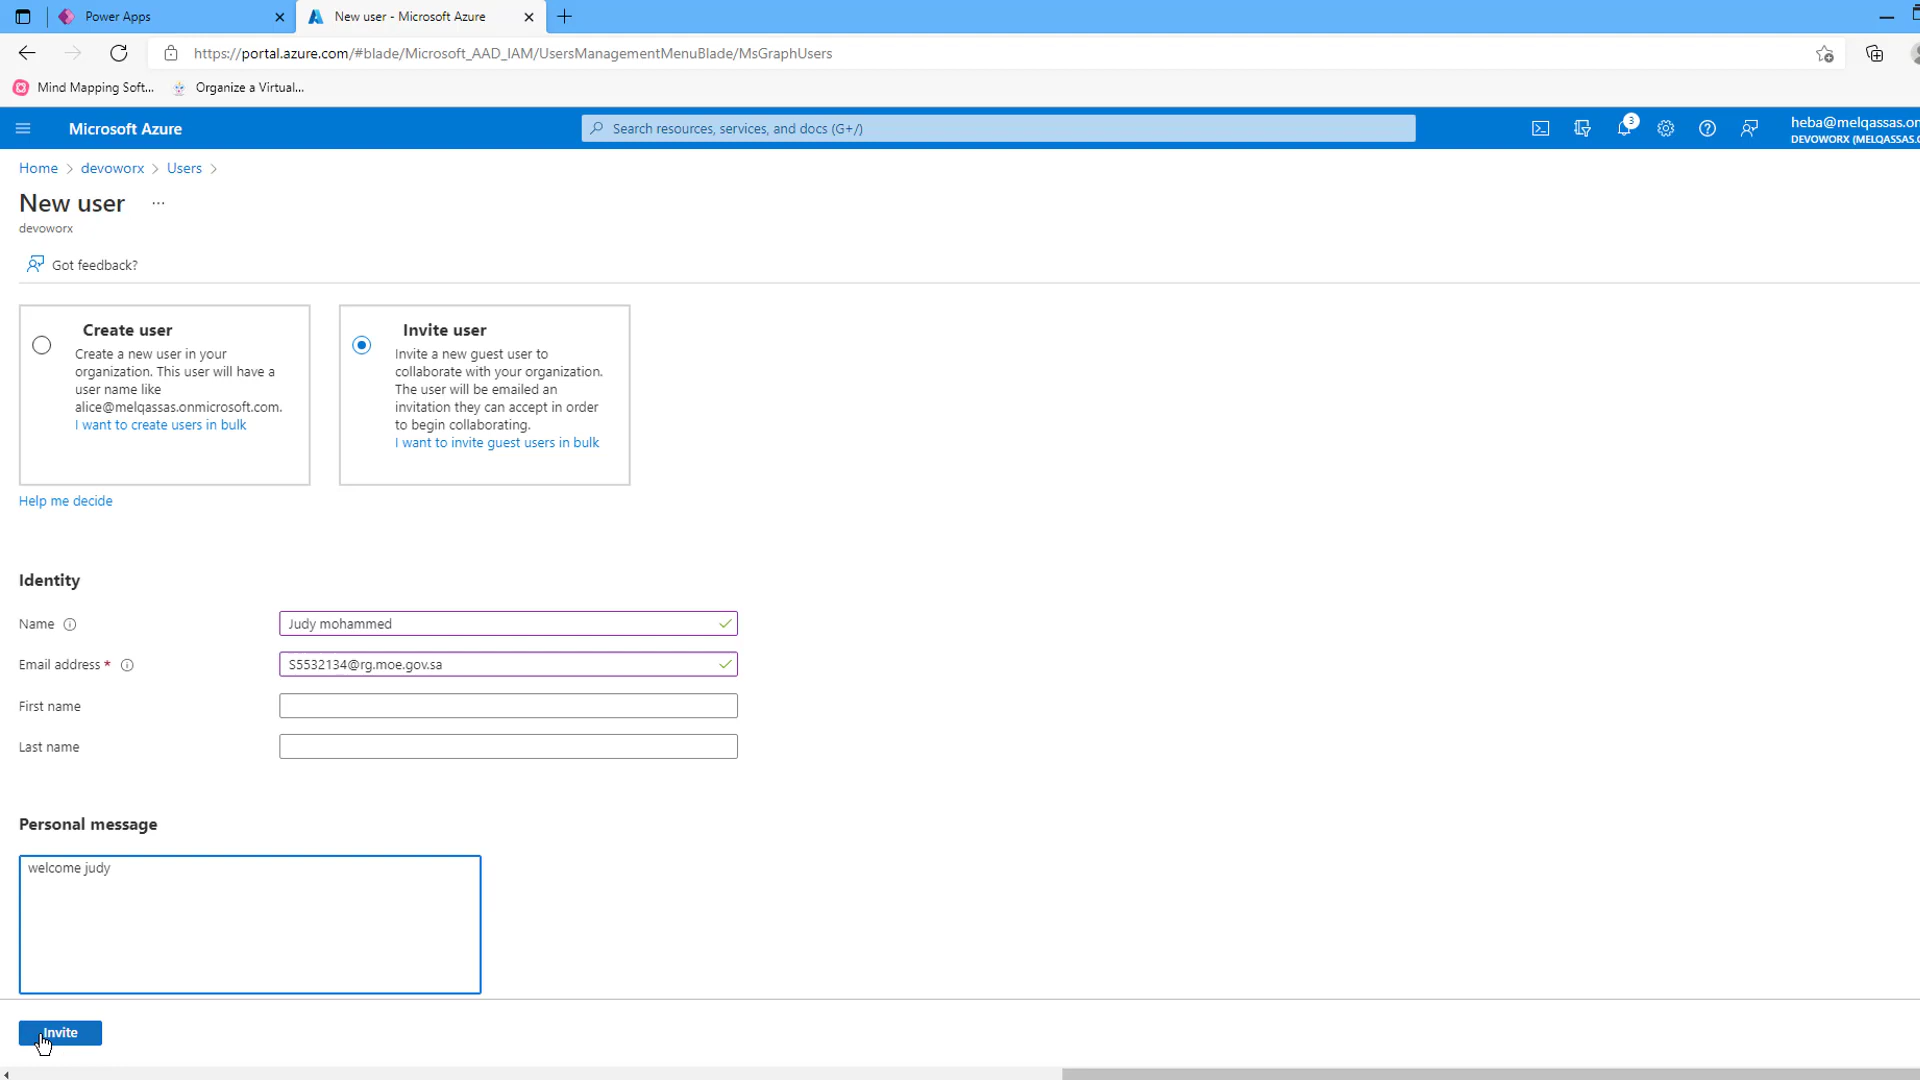 Power Apps
New user - Microsoft Azure
https://portal.azure.com/#blade/Microsoft_AAD_IAM/UsersManagementMenuBlade/MsGraphUsers
Mind Mapping Soft...
Organize a Virtual...
Microsoft Azure
Search resources, services, and docs (G+/)
3
heba@melqassas.on
DEVOWORX (MELQASSAS.O
Home > devoworx > Users >
New user ...
devoworx
Got feedback?
Create user
Create a new user in your
organization. This user will have a
user name like
alice@melqassas.onmicrosoft.com.
I want to create users in bulk
Invite user
Invite a new guest user to
collaborate with your organization.
The user will be emailed an
invitation they can accept in order
to begin collaborating.
I want to invite guest users in bulk
Help me decide
Identity
Name
Judy mohammed
Email address *
S5532134@rg.moe.gov.sa
First name
Last name
Personal message
welcome judy
Invite